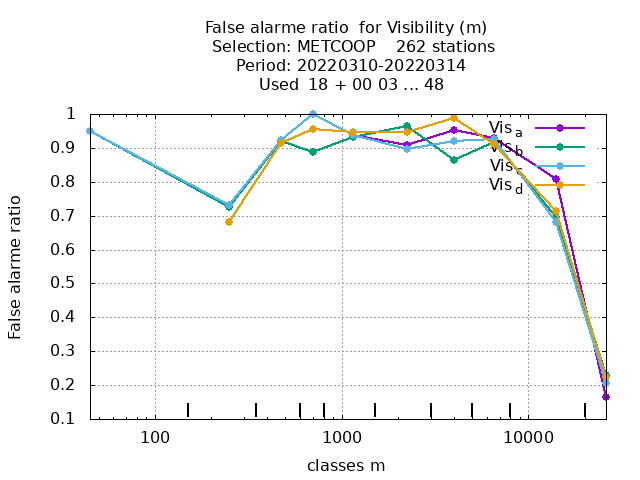 False alarme ratio  for Visibility (m)
Selection: METCOOP    262 stations
Period: 20220310-20220314
Used  18 + 00 03 ... 48
False alarme ratio
1
0.9
0.8
0.7
0.6
0.5
0.4
0.3
0.2
0.1
Vis a
Vis b
Vis c
Vis d
100
1000
10000
classes m